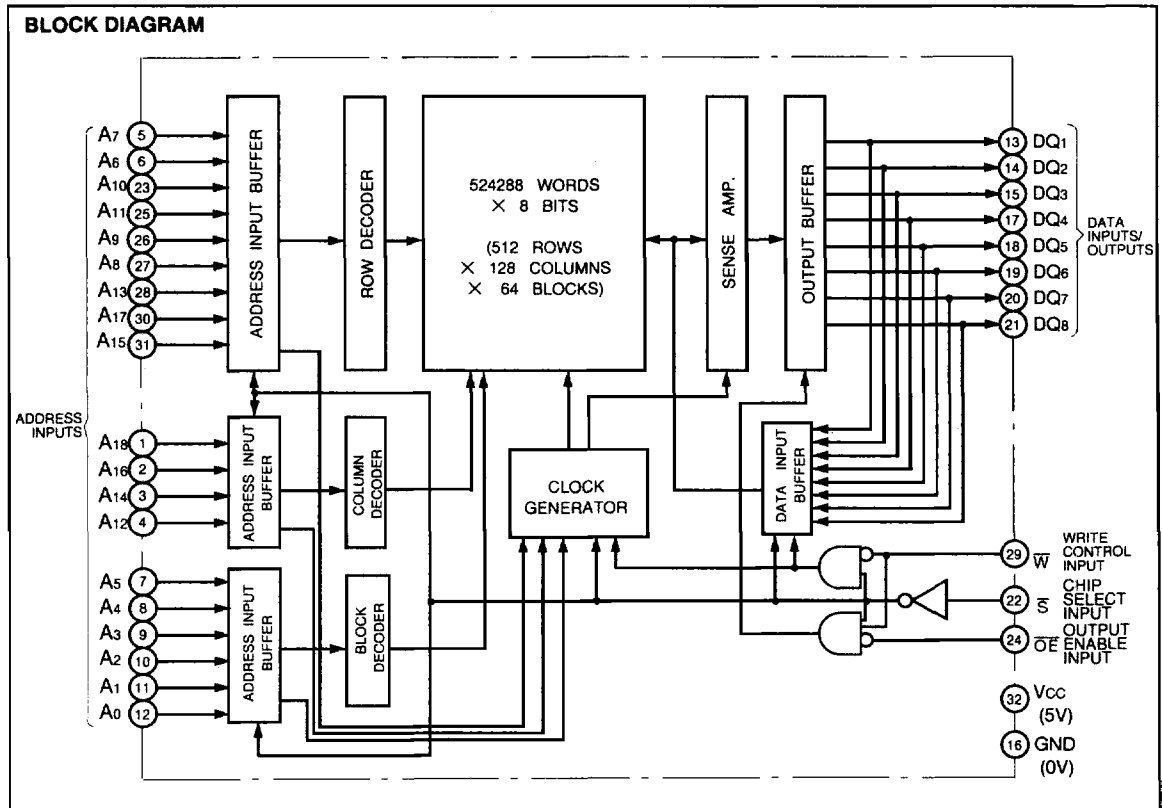 BLOCK DIAGRAM
ADDRESS
INPUTS
A7 5
A6 6
A10 23
A11 25
A9 26
A8 27
A13 28
A17 30
A15 31
A18 1
A16 2
A14 3
A12 4
A5 7
A4 8
A3 9
A2 10
A1 11
A0 12
ADDRESS INPUT BUFFER
ADDRESS INPUT
BUFFER
ADDRESS INPUT
BUFFER
ROW DECODER
COLUMN
DECODER
BLOCK
DECODER
524288 WORDS
× 8 BITS
(512 ROWS
× 128 COLUMNS
× 64 BLOCKS)
CLOCK
GENERATOR
SENSE AMP.
OUTPUT BUFFER
DATA INPUT
BUFFER
13 DQ1
14 DQ2
15 DQ3
17 DQ4
18 DQ5
19 DQ6
20 DQ7
21 DQ8
DATA
INPUTS/
OUTPUTS
29 W̅ WRITE
CONTROL
INPUT
22 S̅ CHIP
SELECT
INPUT
24 O̅E̅ OUTPUT
ENABLE
INPUT
32 VCC
(5V)
16 GND
(0V)